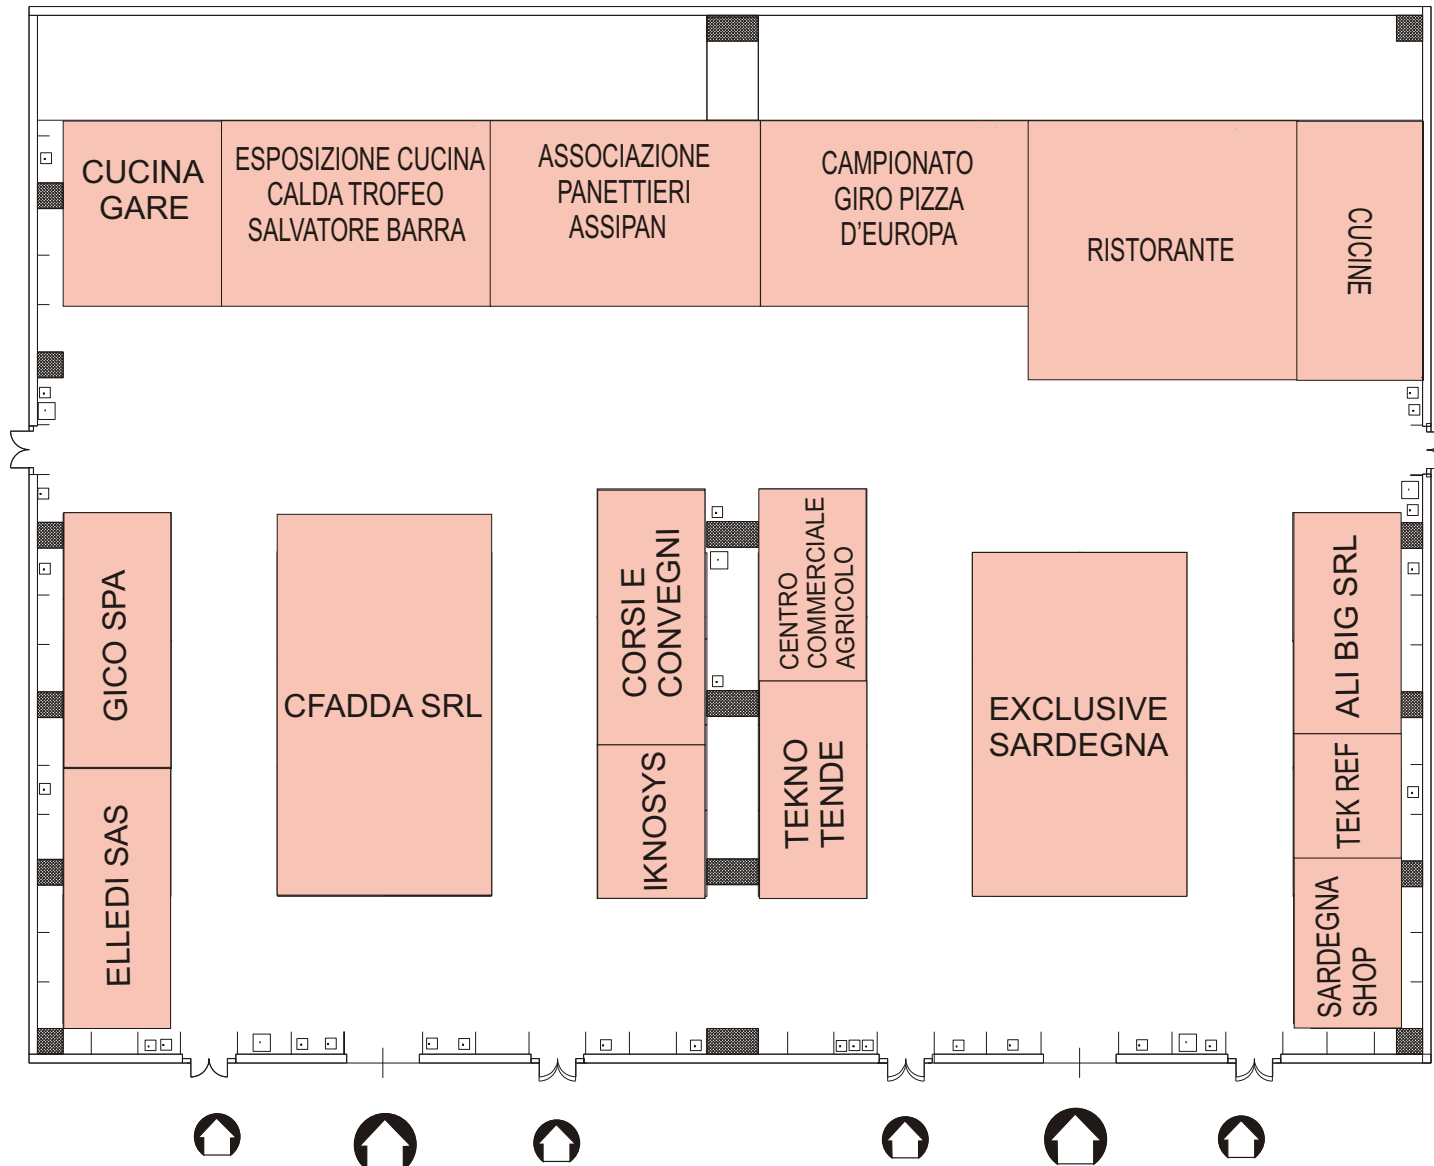 CUCINA
GARE
ESPOSIZIONE CUCINA
CALDA TROFEO
SALVATORE BARRA
ASSOCIAZIONE
PANETTIERI
ASSIPAN
CAMPIONATO
GIRO PIZZA
D'EUROPA
RISTORANTE
CUCINE
GICO SPA
ELLEDI SAS
CFADDA SRL
CORSI E
CONVEGNI
IKNOSYS
CENTRO
COMMERCIALE
AGRICOLO
TEKNO
TENDE
EXCLUSIVE
SARDEGNA
ALI BIG SRL
TEK REF
SARDEGNA
SHOP